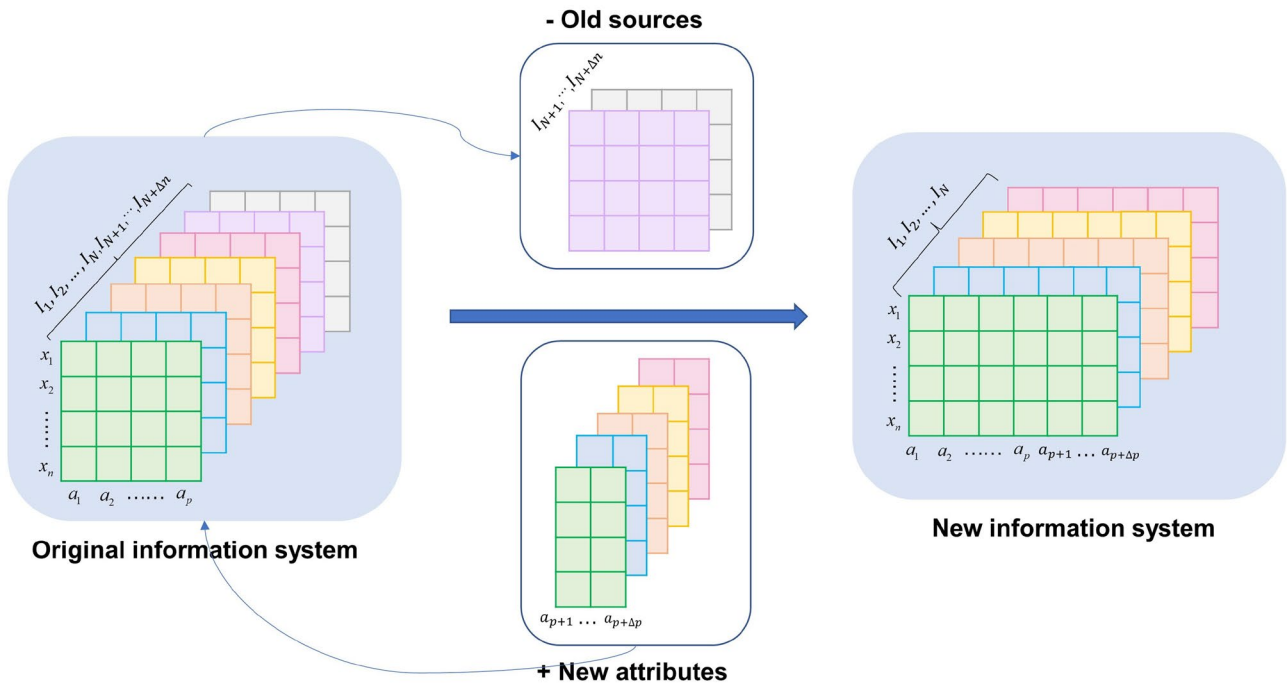 - Old sources
I_{N+1},…,I_{N+Δn}
I_1, I_2, …, I_N, I_{N+1}, …, I_{N+Δn}
x_1
x_2
……
x_n
a_1 a_2 …… a_p
Original information system
a_{p+1} … a_{p+Δp}
+ New attributes
I_1, I_2, …, I_N
x_1
x_2
……
x_n
a_1 a_2 …… a_p a_{p+1} … a_{p+Δp}
New information system